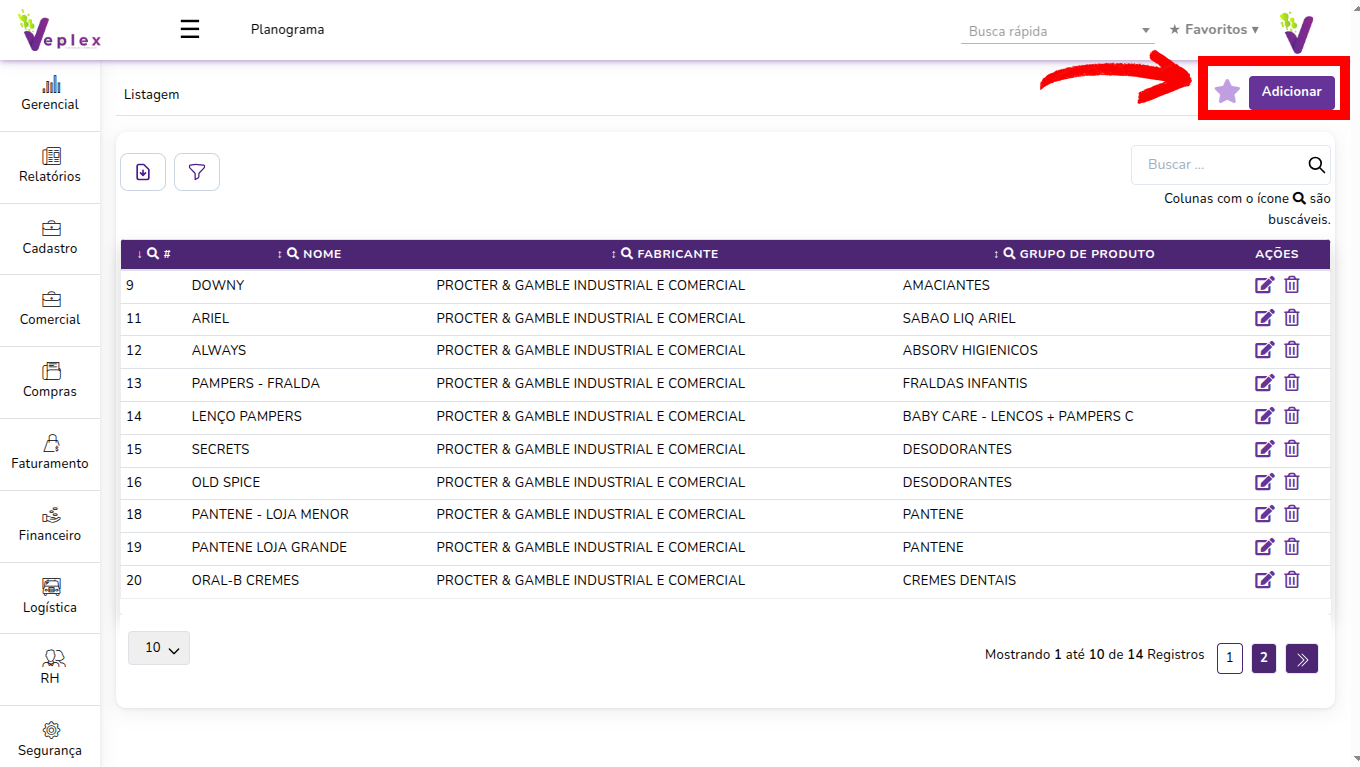 Veplex
Planograma
Busca rápida
★ Favoritos ▾
Gerencial
Relatórios
Cadastro
Comercial
Compras
Faturamento
Financeiro
Logística
RH
Segurança
Listagem
Adicionar
Buscar ...
Colunas com o ícone são
buscáveis.
↓ # ↕ NOME ↕ FABRICANTE ↕ GRUPO DE PRODUTO AÇÕES
9 DOWNY PROCTER & GAMBLE INDUSTRIAL E COMERCIAL AMACIANTES
11 ARIEL PROCTER & GAMBLE INDUSTRIAL E COMERCIAL SABAO LIQ ARIEL
12 ALWAYS PROCTER & GAMBLE INDUSTRIAL E COMERCIAL ABSORV HIGIENICOS
13 PAMPERS - FRALDA PROCTER & GAMBLE INDUSTRIAL E COMERCIAL FRALDAS INFANTIS
14 LENÇO PAMPERS PROCTER & GAMBLE INDUSTRIAL E COMERCIAL BABY CARE - LENCOS + PAMPERS C
15 SECRETS PROCTER & GAMBLE INDUSTRIAL E COMERCIAL DESODORANTES
16 OLD SPICE PROCTER & GAMBLE INDUSTRIAL E COMERCIAL DESODORANTES
18 PANTENE - LOJA MENOR PROCTER & GAMBLE INDUSTRIAL E COMERCIAL PANTENE
19 PANTENE LOJA GRANDE PROCTER & GAMBLE INDUSTRIAL E COMERCIAL PANTENE
20 ORAL-B CREMES PROCTER & GAMBLE INDUSTRIAL E COMERCIAL CREMES DENTAIS
10
Mostrando 1 até 10 de 14 Registros 1 2